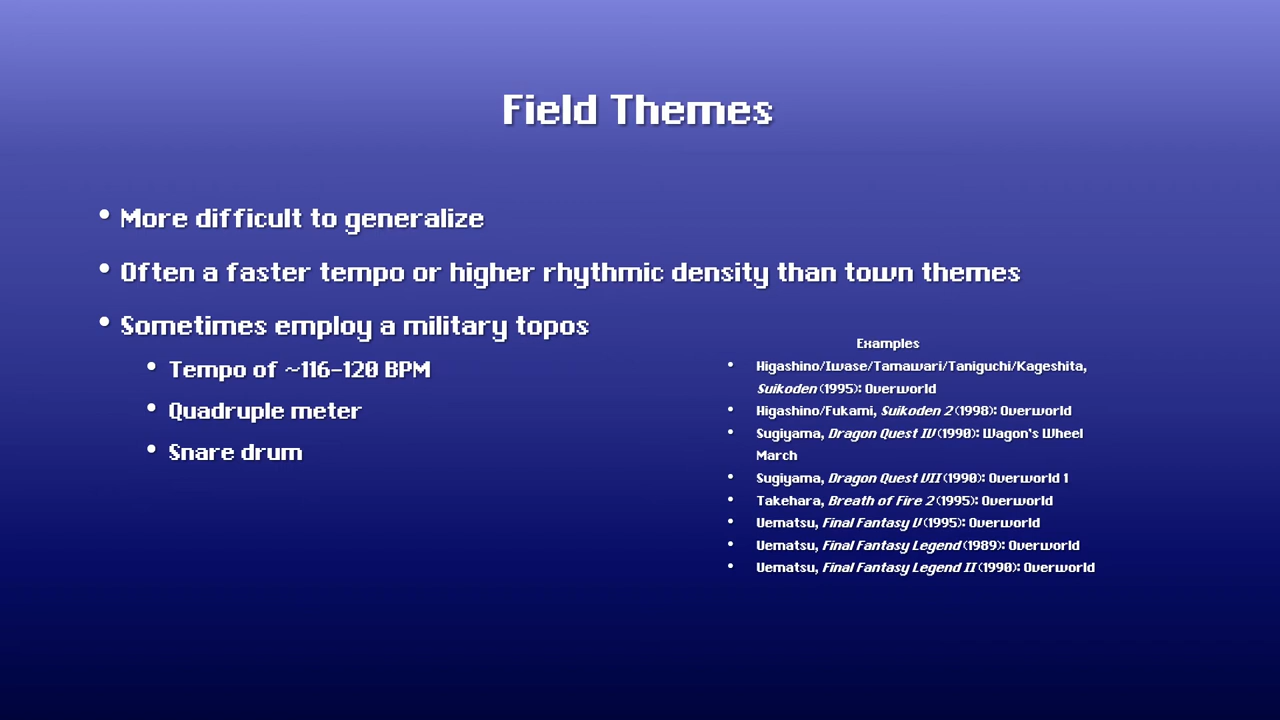 Field Themes
• More difficult to generalize
• Often a faster tempo or higher rhythmic density than town themes
• Sometimes employ a military topos
• Tempo of ~116-120 BPM
• Quadruple meter
• Snare drum
Examples
• Higashino/Iwase/Tamawari/Taniguchi/Kageshita,
Suikoden (1995): Overworld
• Higashino/Fukami, Suikoden 2 (1998): Overworld
• Sugiyama, Dragon Quest IV (1990): Wagon's Wheel
March
• Sugiyama, Dragon Quest VII (1990): Overworld 1
• Takehara, Breath of Fire 2 (1995): Overworld
• Uematsu, Final Fantasy V (1995): Overworld
• Uematsu, Final Fantasy Legend (1989): Overworld
• Uematsu, Final Fantasy Legend II (1990): Overworld